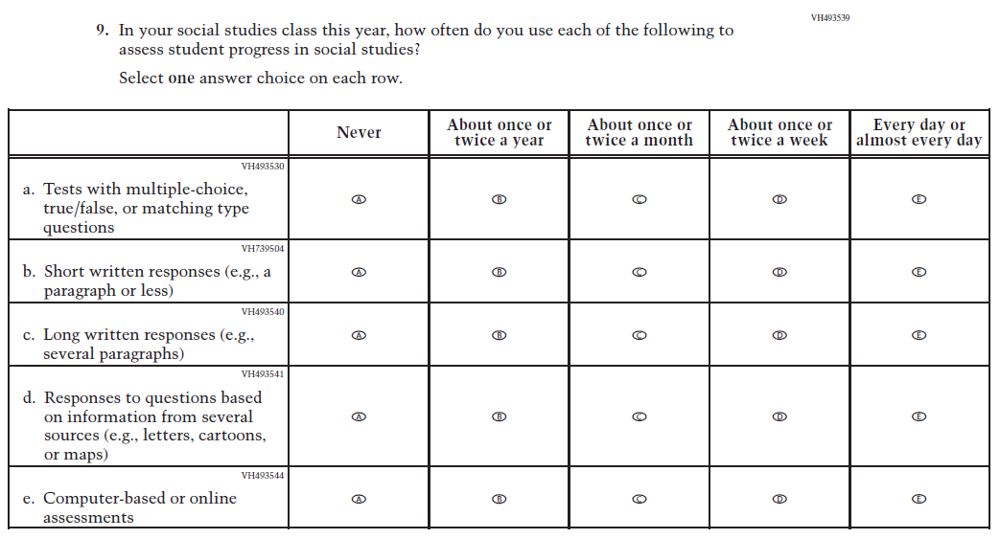 VH493539
9. In your social studies class this year, how often do you use each of the following to
assess student progress in social studies?
Select one answer choice on each row.
Never
About once or
twice a year
About once or
twice a month
About once or
twice a week
Every day or
almost every day
VH493530
a. Tests with multiple-choice,
true/false, or matching type
questions
A B C D E
VH739504
b. Short written responses (e.g., a
paragraph or less)
A B C D E
VH493540
c. Long written responses (e.g.,
several paragraphs)
A B C D E
VH493541
d. Responses to questions based
on information from several
sources (e.g., letters, cartoons,
or maps)
A B C D E
VH493544
e. Computer-based or online
assessments
A B C D E